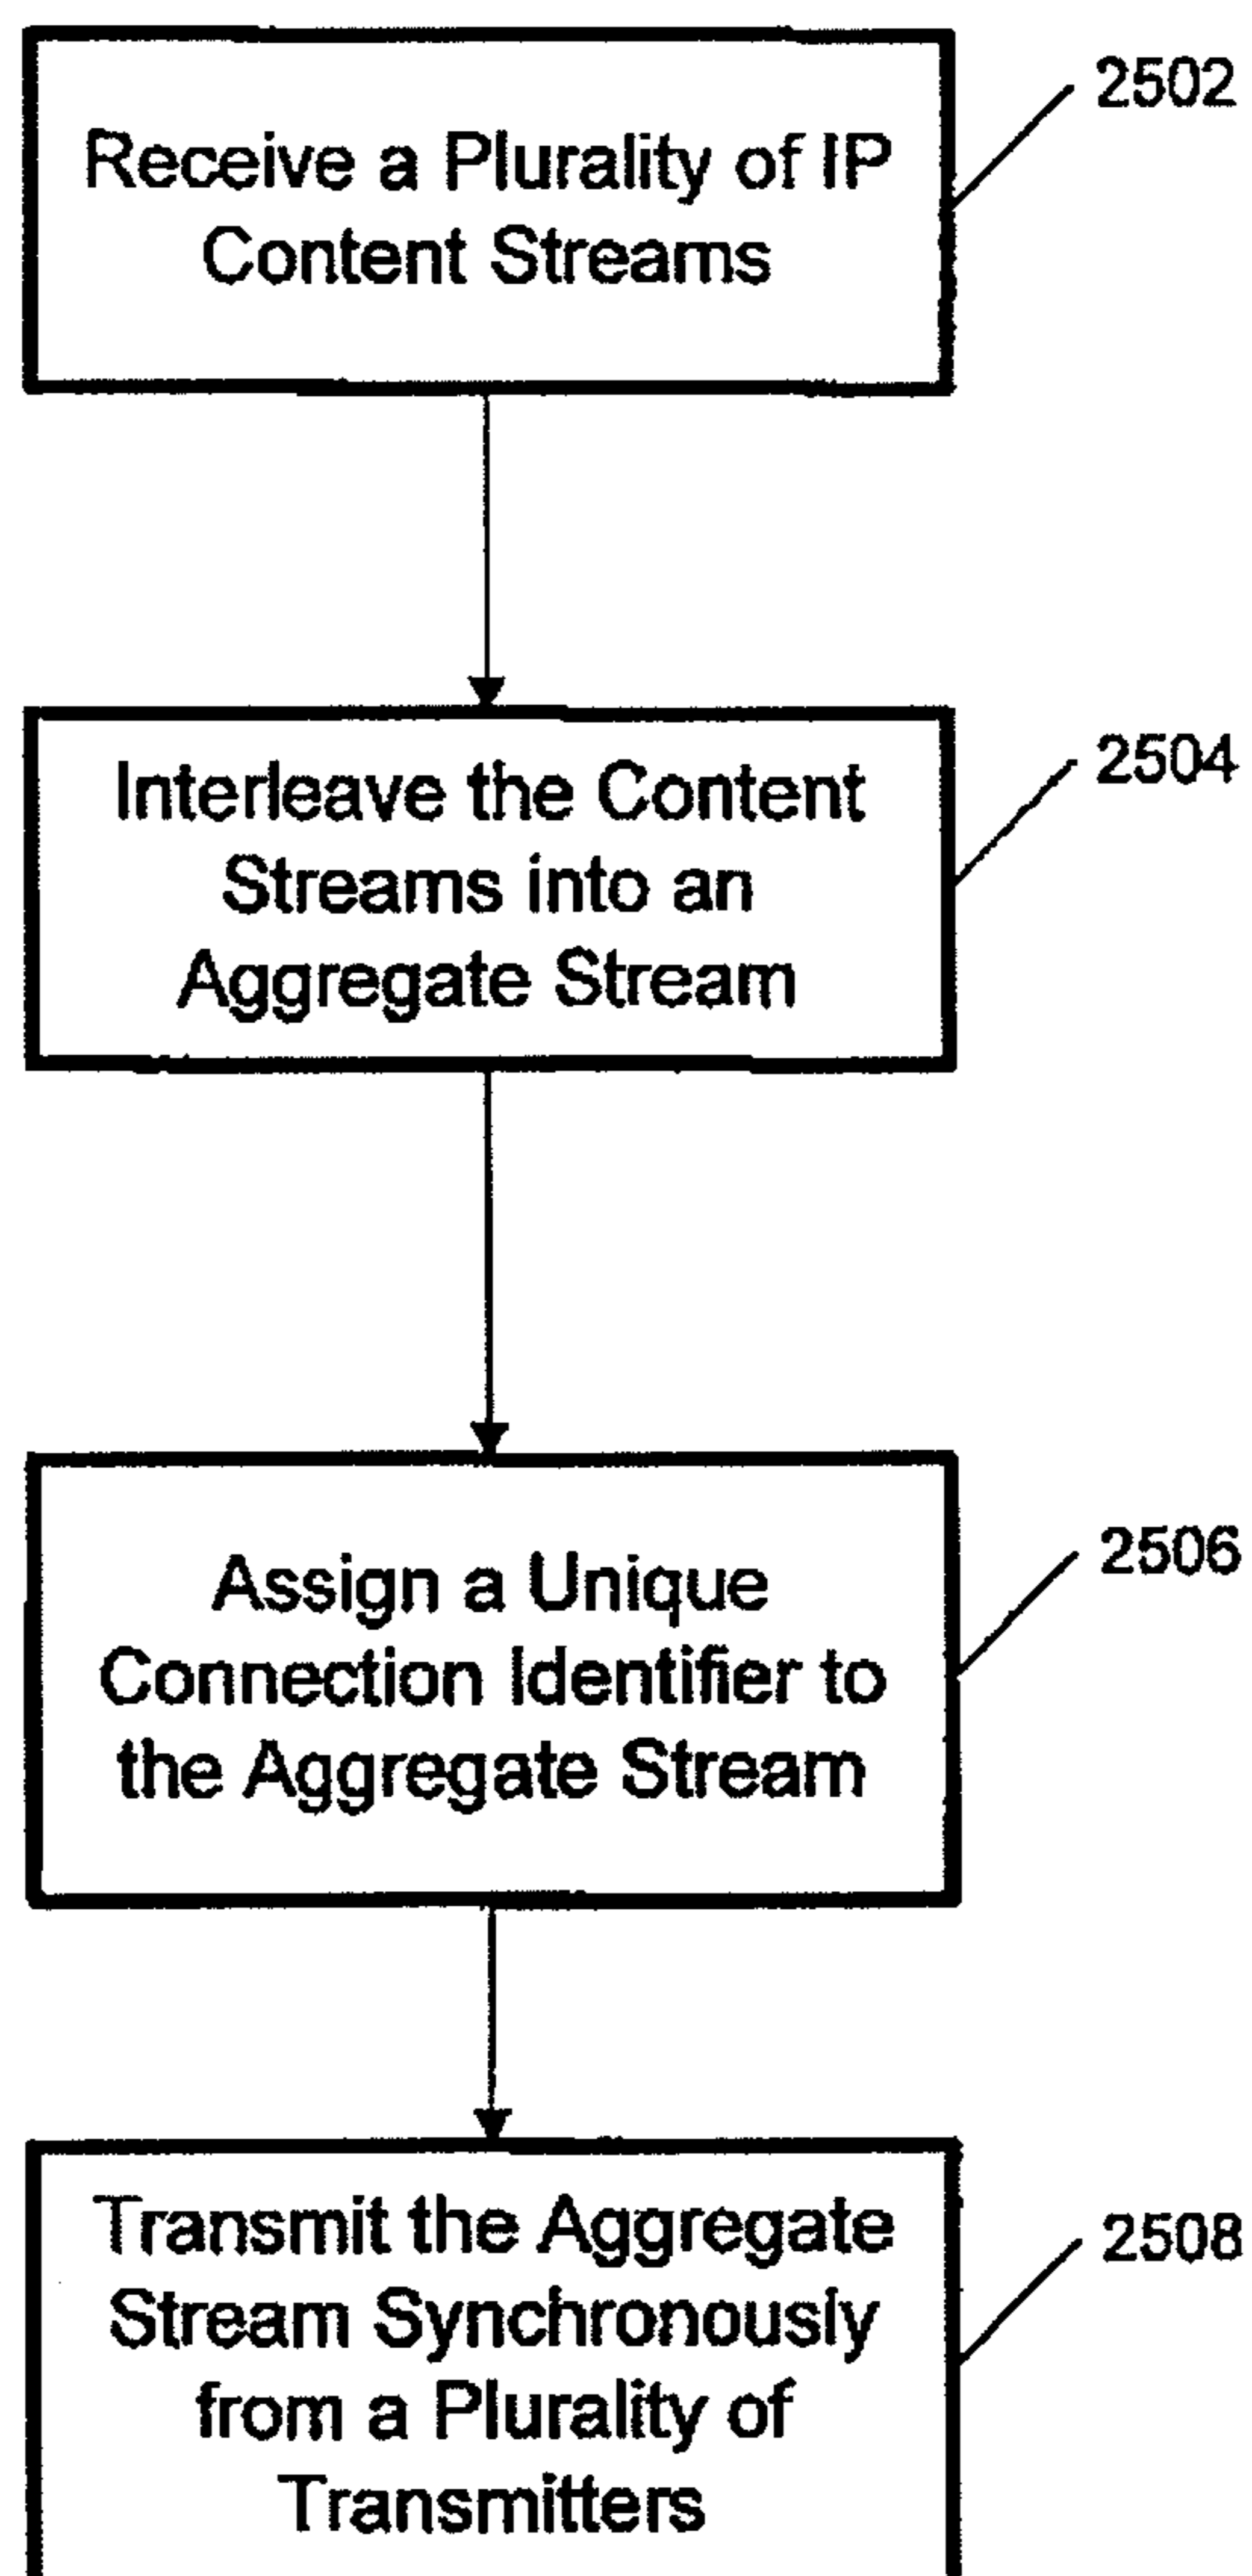 Receive a Plurality of IP
Content Streams
2502
Interleave the Content
Streams into an
Aggregate Stream
2504
Assign a Unique
Connection Identifier to
the Aggregate Stream
2506
Transmit the Aggregate
Stream Synchronously
from a Plurality of
Transmitters
2508